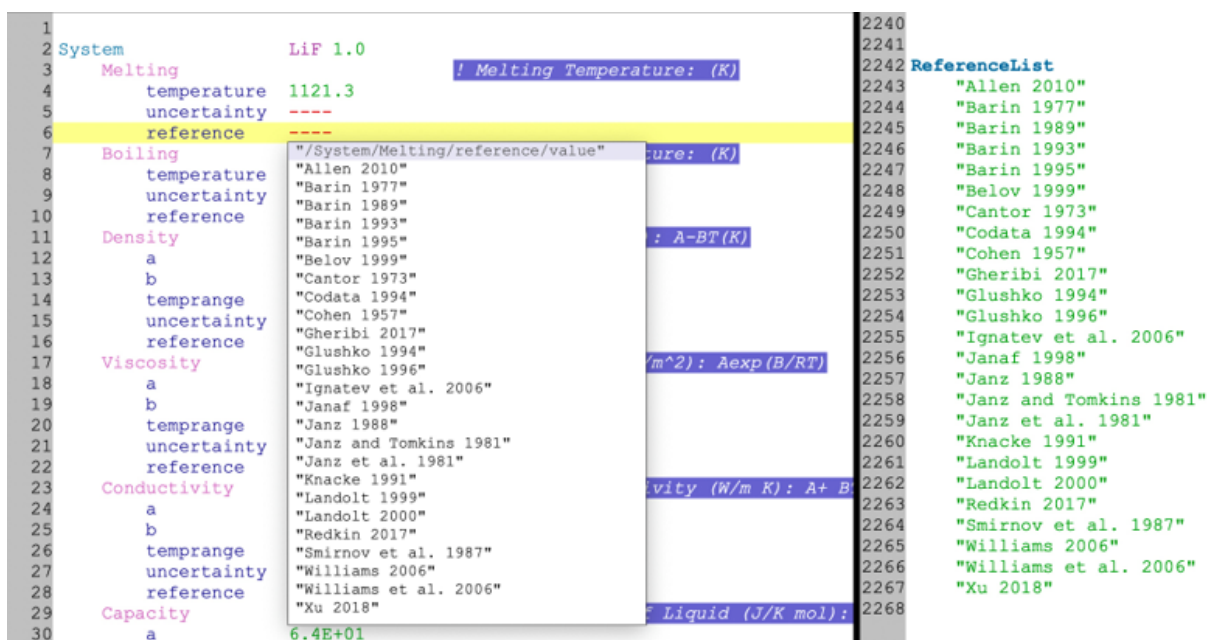 1
2 System LiF 1.0
3 Melting ! Melting Temperature: (K)
4 temperature 1121.3
5 uncertainty ----
6 reference ----
7 Boiling ture: (K)
8 temperature
9 uncertainty
10 reference
11 Density ): A-BT(K)
12 a
13 b
14 temprange
15 uncertainty
16 reference
17 Viscosity /m^2): Aexp(B/RT)
18 a
19 b
20 temprange
21 uncertainty
22 reference
23 Conductivity ivity (W/m K): A+ B
24 a
25 b
26 temprange
27 uncertainty
28 reference
29 Capacity f Liquid (J/K mol):
30 a 6.4E+01
"/System/Melting/reference/value"
"Allen 2010"
"Barin 1977"
"Barin 1989"
"Barin 1993"
"Barin 1995"
"Belov 1999"
"Cantor 1973"
"Codata 1994"
"Cohen 1957"
"Gheribi 2017"
"Glushko 1994"
"Glushko 1996"
"Ignatev et al. 2006"
"Janaf 1998"
"Janz 1988"
"Janz and Tomkins 1981"
"Janz et al. 1981"
"Knacke 1991"
"Landolt 1999"
"Landolt 2000"
"Redkin 2017"
"Smirnov et al. 1987"
"Williams 2006"
"Williams et al. 2006"
"Xu 2018"
2240
2241
2242 ReferenceList
2243 "Allen 2010"
2244 "Barin 1977"
2245 "Barin 1989"
2246 "Barin 1993"
2247 "Barin 1995"
2248 "Belov 1999"
2249 "Cantor 1973"
2250 "Codata 1994"
2251 "Cohen 1957"
2252 "Gheribi 2017"
2253 "Glushko 1994"
2254 "Glushko 1996"
2255 "Ignatev et al. 2006"
2256 "Janaf 1998"
2257 "Janz 1988"
2258 "Janz and Tomkins 1981"
2259 "Janz et al. 1981"
2260 "Knacke 1991"
2261 "Landolt 1999"
2262 "Landolt 2000"
2263 "Redkin 2017"
2264 "Smirnov et al. 1987"
2265 "Williams 2006"
2266 "Williams et al. 2006"
2267 "Xu 2018"
2268